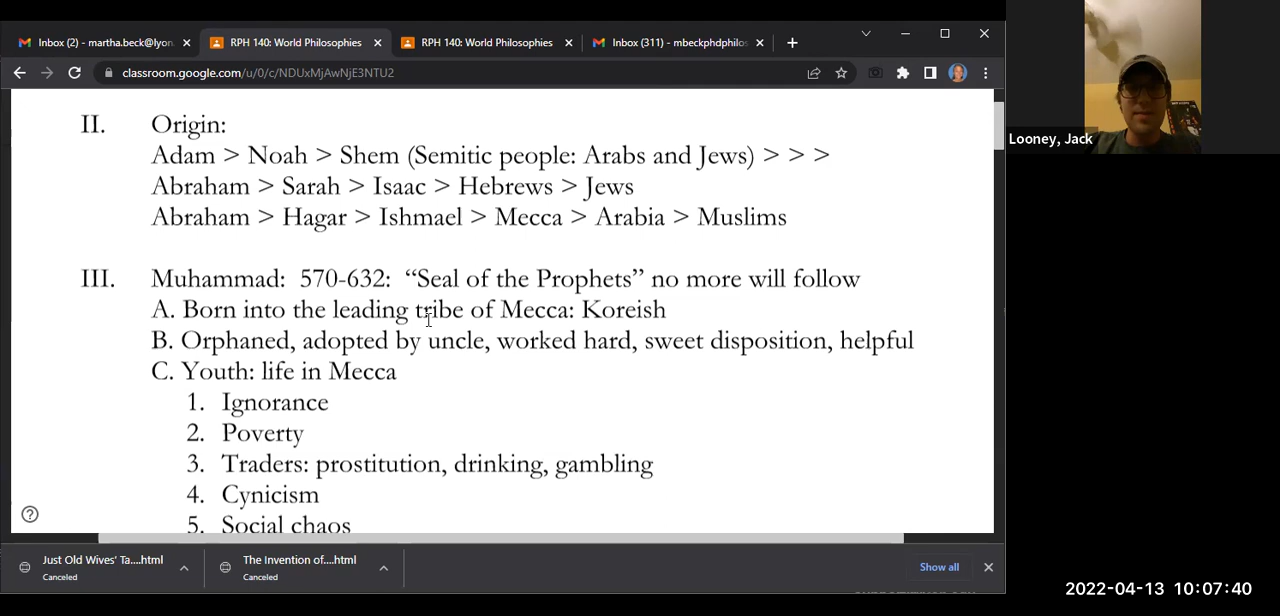 Inbox (2) - martha.beck@lyon
RPH 140: World Philosophies
RPH 140: World Philosophies
Inbox (311) - mbeckphdphilos
classroom.google.com/u/0/c/NDUxMjAwNjE3NTU2
Looney, Jack
II. Origin:
Adam > Noah > Shem (Semitic people: Arabs and Jews) > > >
Abraham > Sarah > Isaac > Hebrews > Jews
Abraham > Hagar > Ishmael > Mecca > Arabia > Muslims
III. Muhammad: 570-632: “Seal of the Prophets” no more will follow
A. Born into the leading tribe of Mecca: Koreish
B. Orphaned, adopted by uncle, worked hard, sweet disposition, helpful
C. Youth: life in Mecca
1. Ignorance
2. Poverty
3. Traders: prostitution, drinking, gambling
4. Cynicism
5. Social chaos
Just Old Wives' Ta....html
Canceled
The Invention of....html
Canceled
Show all
2022-04-13 10:07:40